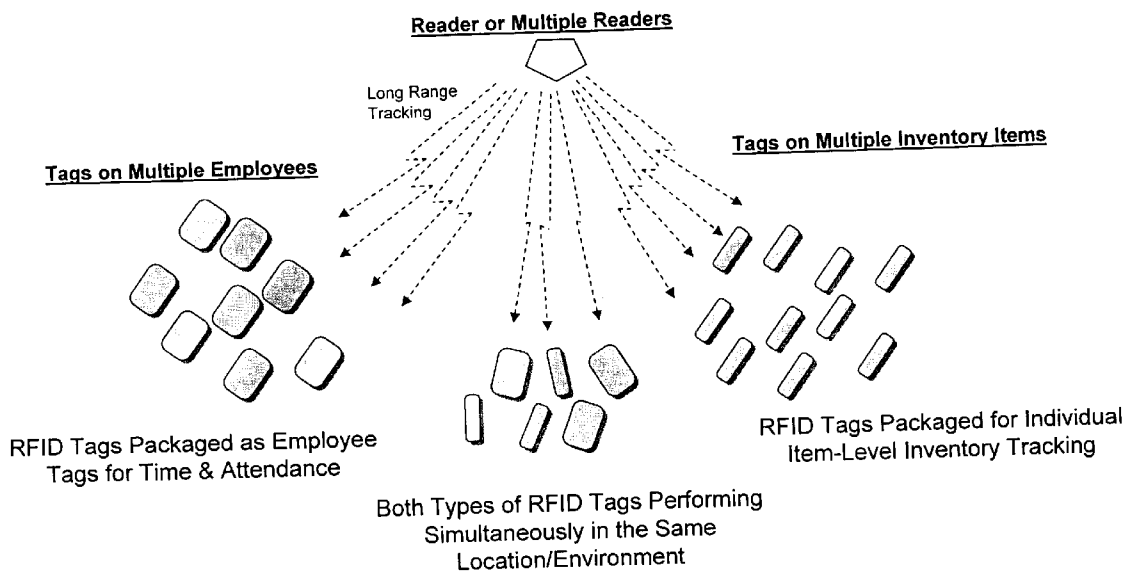 Reader or Multiple Readers
Long Range
Tracking
Tags on Multiple Employees
Tags on Multiple Inventory Items
RFID Tags Packaged as Employee
Tags for Time & Attendance
Both Types of RFID Tags Performing
Simultaneously in the Same
Location/Environment
RFID Tags Packaged for Individual
Item-Level Inventory Tracking